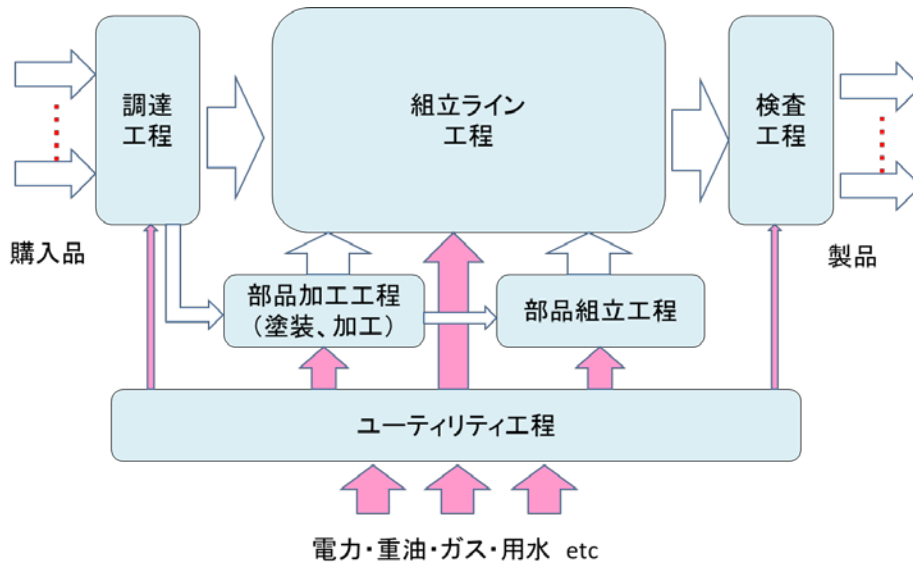 調達
工程
組立ライン
工程
検査
工程
購入品
製品
部品加工工程
（塗装、加工）
部品組立工程
ユーティリティ工程
電力・重油・ガス・用水 etc